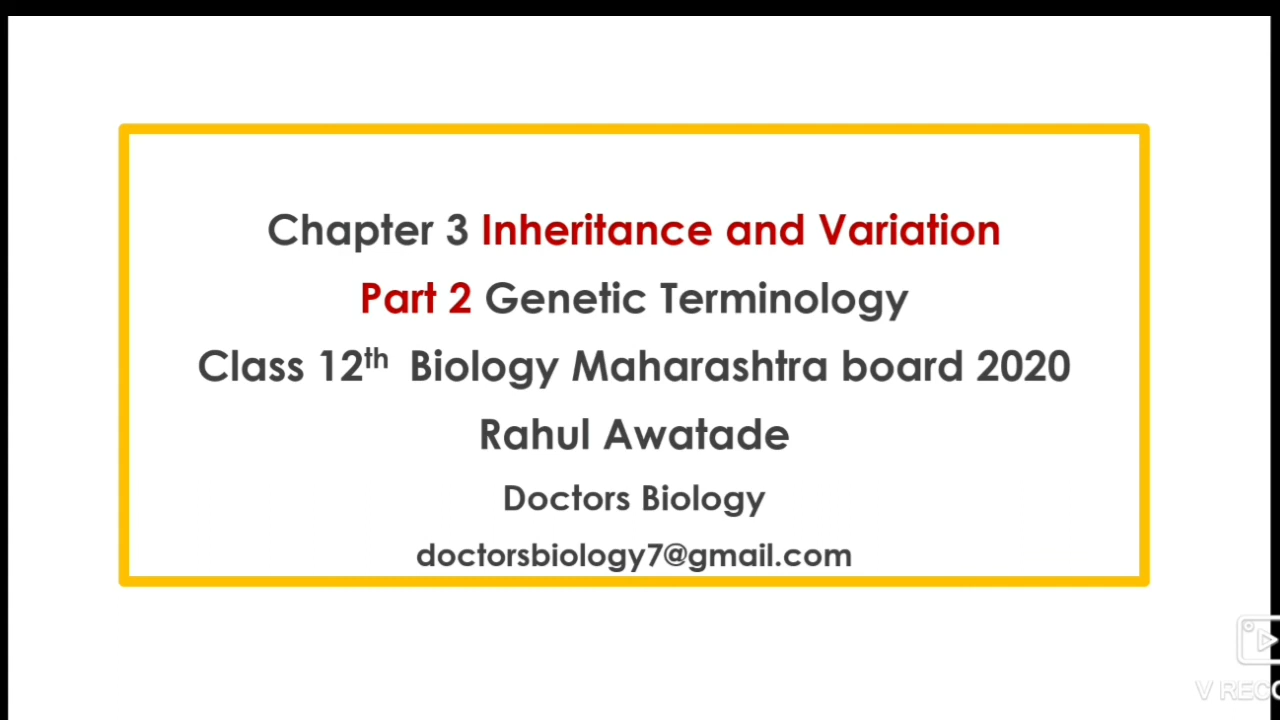 Chapter 3 Inheritance and Variation
Part 2 Genetic Terminology
Class 12th Biology Maharashtra board 2020
Rahul Awatade
Doctors Biology
doctorsbiology7@gmail.com
V RECO